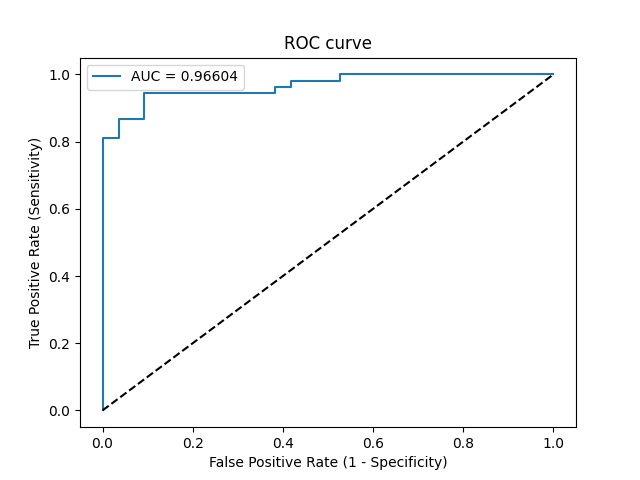 ROC curve
AUC = 0.96604
True Positive Rate (Sensitivity)
1.0
0.8
0.6
0.4
0.2
0.0
0.0 0.2 0.4 0.6 0.8 1.0
False Positive Rate (1 - Specificity)